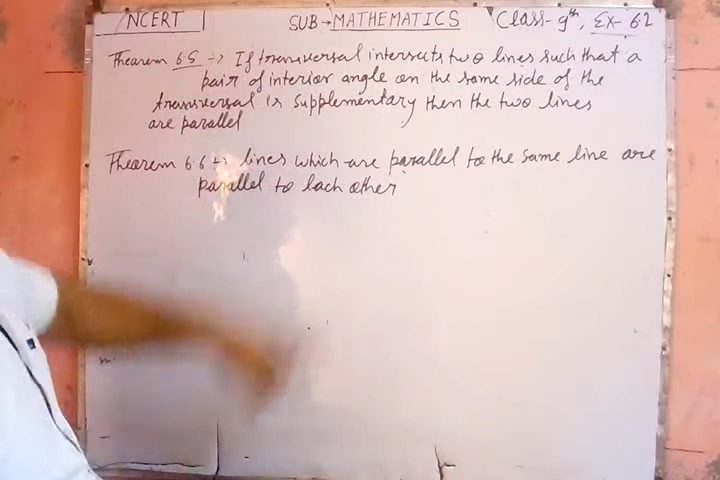 NCERT SUB→MATHEMATICS Class-9th, Ex-6.2
Theorem 6.5 → If transversal intersects two lines such that a
pair of interior angle on the same side of the
transversal is supplementary then the two lines
are parallel
Theorem 6.6 → lines which are parallel to the same line are
parallel to each other